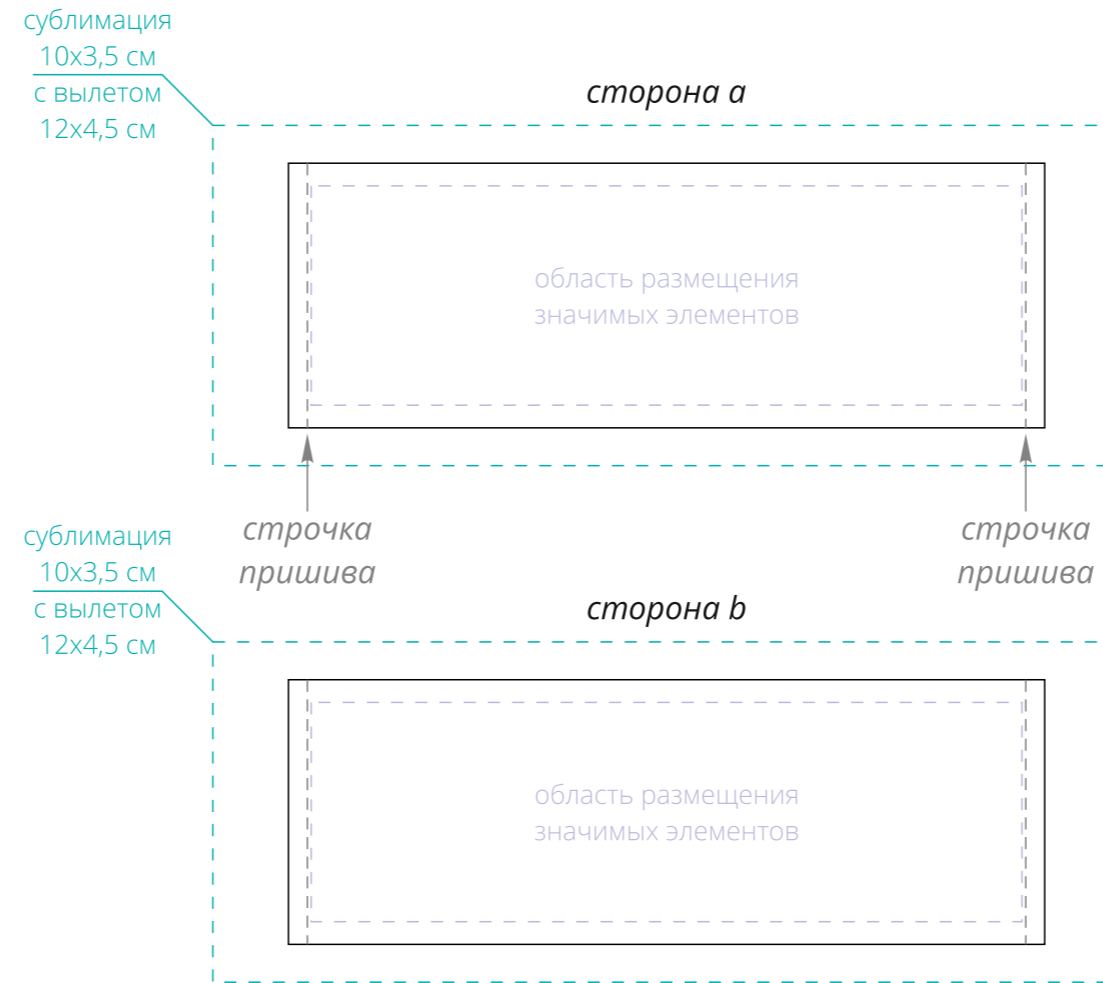 сублимация
10х3,5 см
с вылетом
12х4,5 см
сторона a
область размещения
значимых элементов
строчка
пришива
строчка
пришива
сублимация
10х3,5 см
с вылетом
12х4,5 см
сторона b
область размещения
значимых элементов